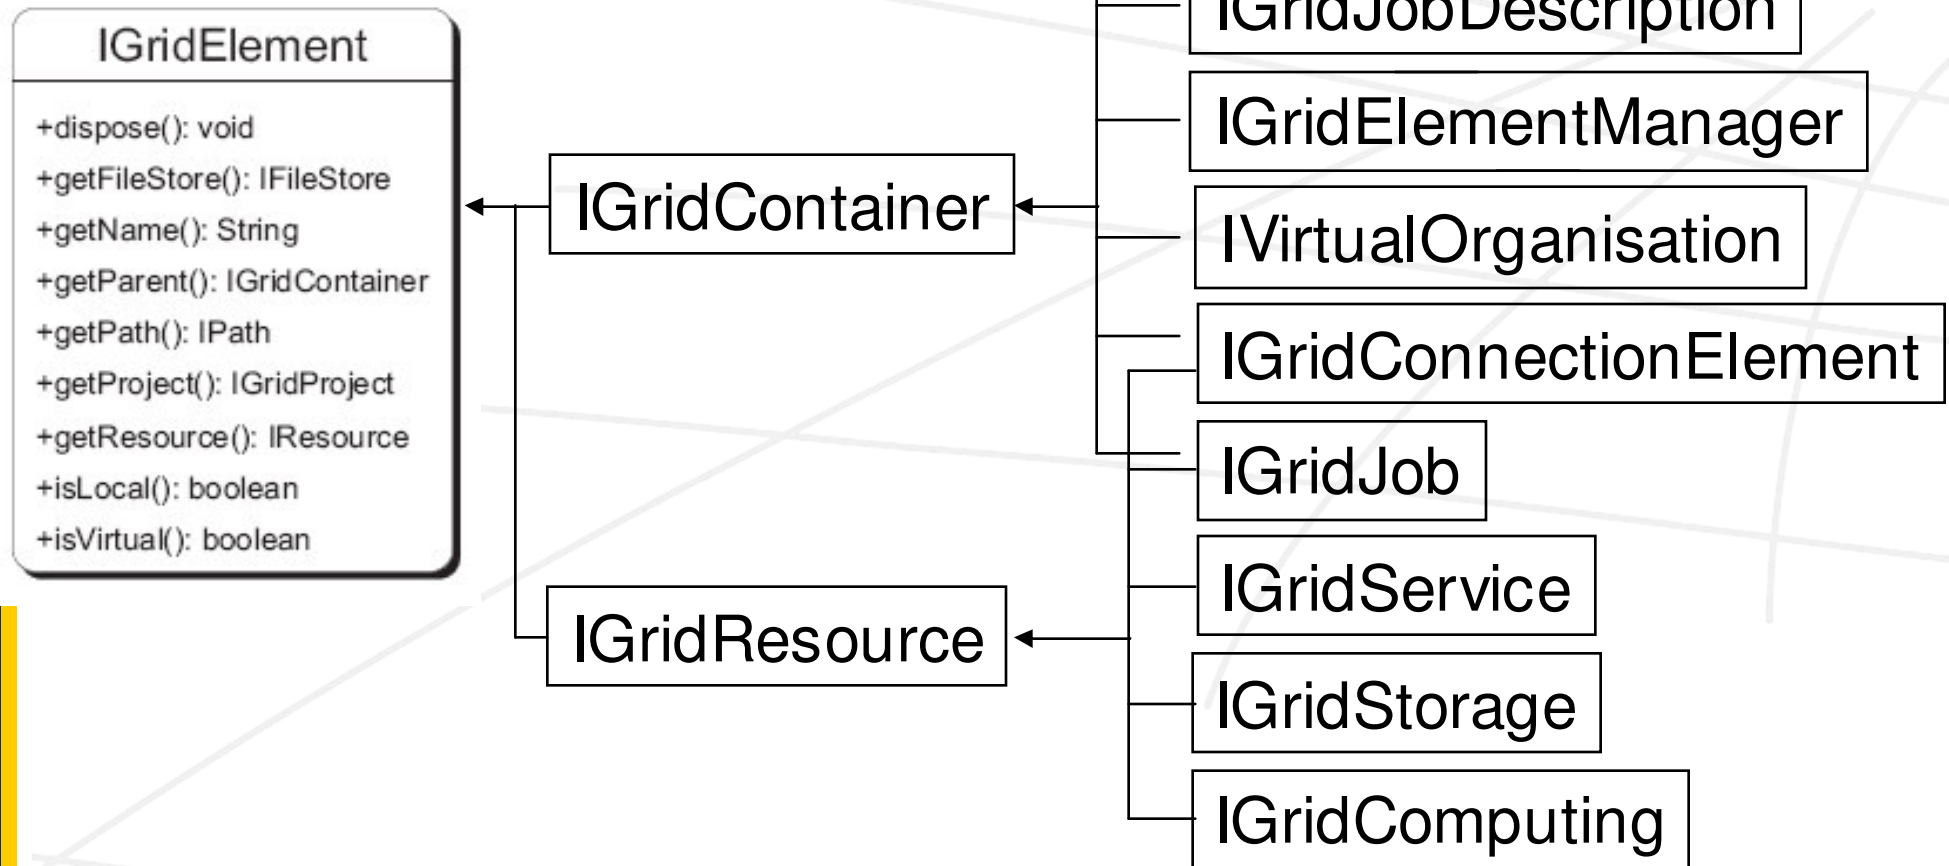 IGridElement
+dispose(): void
+getFileStore(): IFileStore
+getName(): String
+getParent(): IGridContainer
+getPath(): IPath
+getProject(): IGridProject
+getResource(): IResource
+isLocal(): boolean
+isVirtual(): boolean
IGridContainer
IGridResource
IGridJobDescription
IGridElementManager
IVirtualOrganisation
IGridConnectionElement
IGridJob
IGridService
IGridStorage
IGridComputing